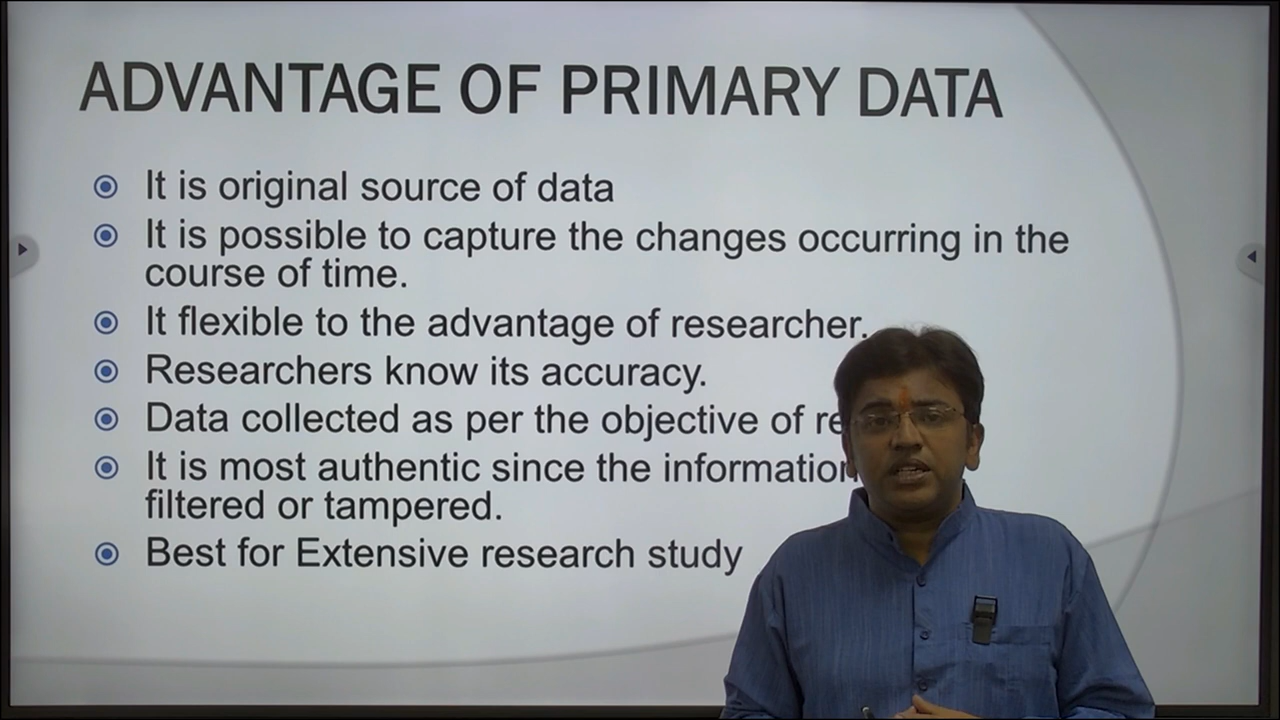 ADVANTAGE OF PRIMARY DATA
It is original source of data
It is possible to capture the changes occurring in the
course of time.
It flexible to the advantage of researcher.
Researchers know its accuracy.
Data collected as per the objective of
It is most authentic since the information
filtered or tampered.
Best for Extensive research study